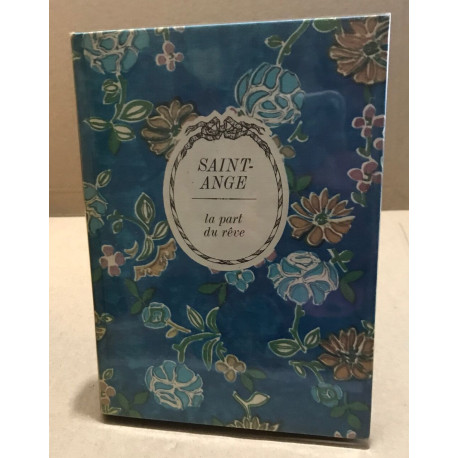 SAINT-
ANGE
la part
du rêve